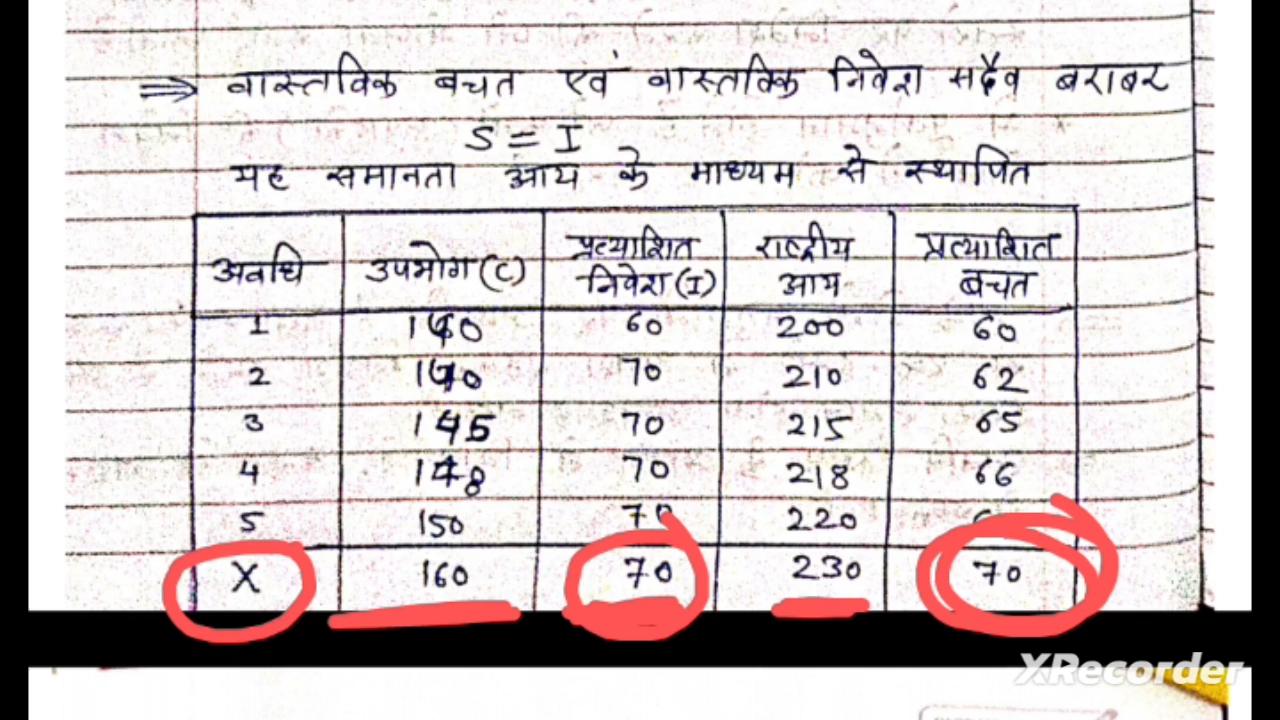 ⇒ वास्तविक बचत एवं वास्तविक निवेश सदैव बराबर
S = I
यह समानता आय के माध्यम से स्थापित
अवधि उपभोग (C) प्रत्याशित निवेश (I) राष्ट्रीय आय प्रत्याशित बचत
1 140 60 200 60
2 140 70 210 62
3 145 70 215 65
4 148 70 218 66
5 150 70 220
X 160 70 230 70
XRecorder